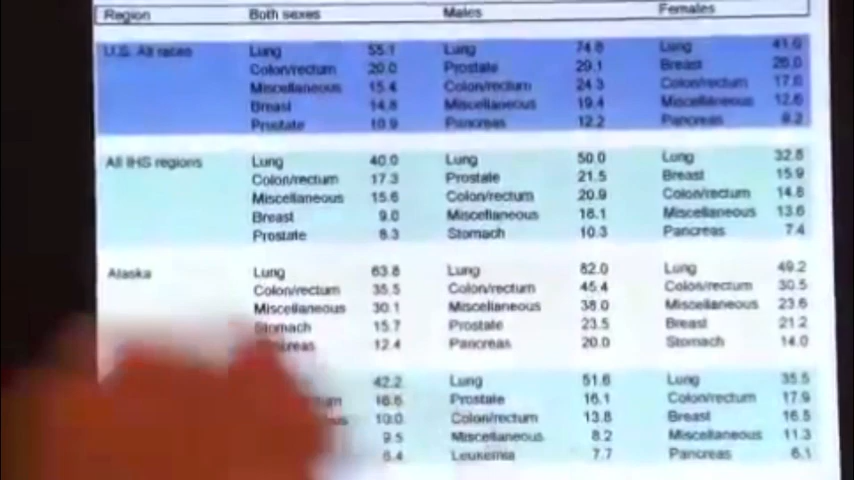 Region Both sexes Males Females
U.S. All races Lung 55.1 Lung 74.8 Lung 41.0
Colon/rectum 20.0 Prostate 29.1 Breast 26.0
Miscellaneous 15.4 Colon/rectum 24.3 Colon/rectum 17.6
Breast 14.8 Miscellaneous 19.4 Miscellaneous 12.6
Prostate 10.9 Pancreas 12.2 Pancreas 9.2
All IHS regions Lung 40.0 Lung 50.0 Lung 32.8
Colon/rectum 17.3 Prostate 21.5 Breast 15.9
Miscellaneous 15.6 Colon/rectum 20.9 Colon/rectum 14.8
Breast 9.0 Miscellaneous 18.1 Miscellaneous 13.6
Prostate 8.3 Stomach 10.3 Pancreas 7.4
Alaska Lung 63.8 Lung 82.0 Lung 49.2
Colon/rectum 35.5 Colon/rectum 45.4 Colon/rectum 30.5
Miscellaneous 30.1 Miscellaneous 38.0 Miscellaneous 23.6
Stomach 15.7 Prostate 23.5 Breast 21.2
12.4 Pancreas 20.0 Stomach 14.0
42.2 Lung 51.6 Lung 35.5
16.6 Prostate 16.1 Colon/rectum 17.9
10.0 Colon/rectum 13.8 Breast 16.5
9.5 Miscellaneous 8.2 Miscellaneous 11.3
6.4 Leukemia 7.7 Pancreas 6.1